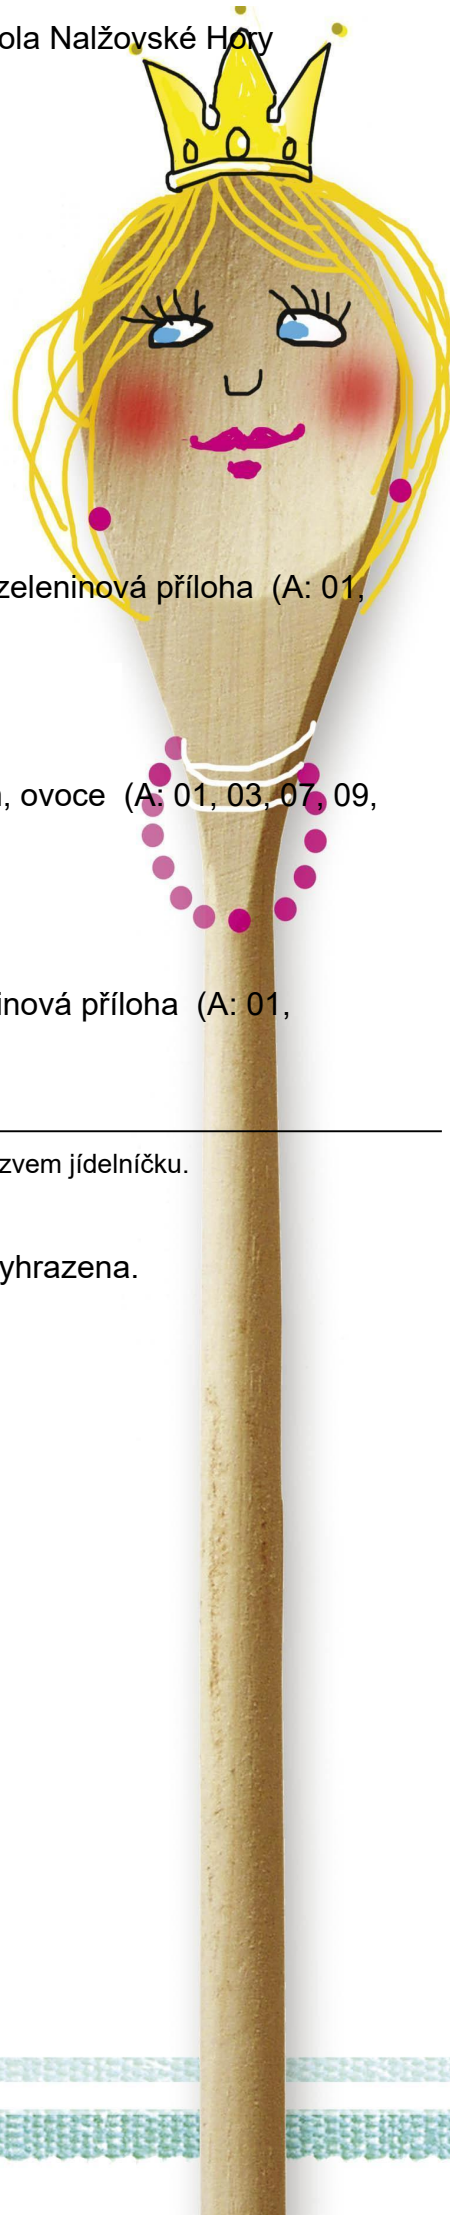 ola Nalžovské Hory
zeleninová příloha (A: 01,
, ovoce (A: 01, 03, 07, 09,
inová příloha (A: 01,
zvem jídelníčku.
yhrazena.